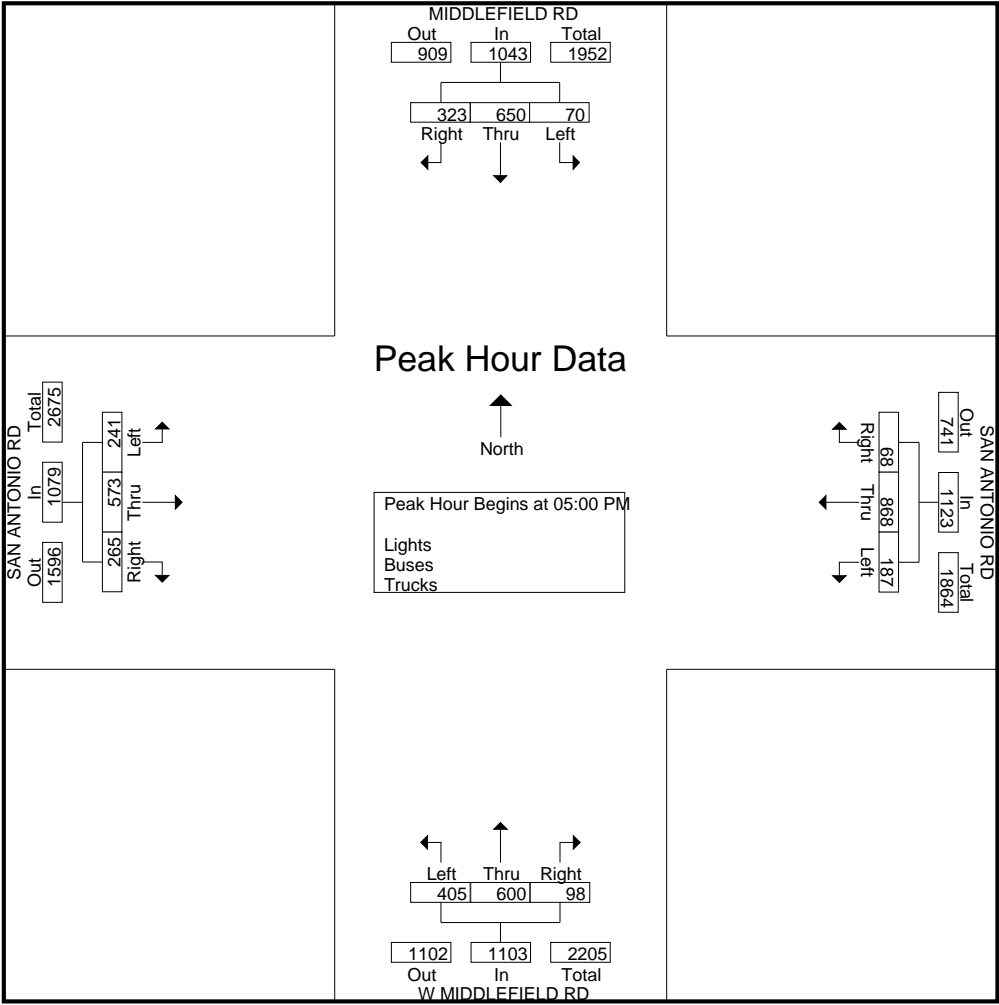 MIDDLEFIELD RD
Out In Total
909 1043 1952
323 650 70
Right Thru Left
Peak Hour Data
North
Peak Hour Begins at 05:00 PM
Lights
Buses
Trucks
SAN ANTONIO RD
Out In Total
1596 1079 2675
265 573 241
Right Thru Left
SAN ANTONIO RD
Out In Total
741 1123 1864
68 868 187
Right Thru Left
Left Thru Right
405 600 98
1102 1103 2205
Out In Total
W MIDDLEFIELD RD